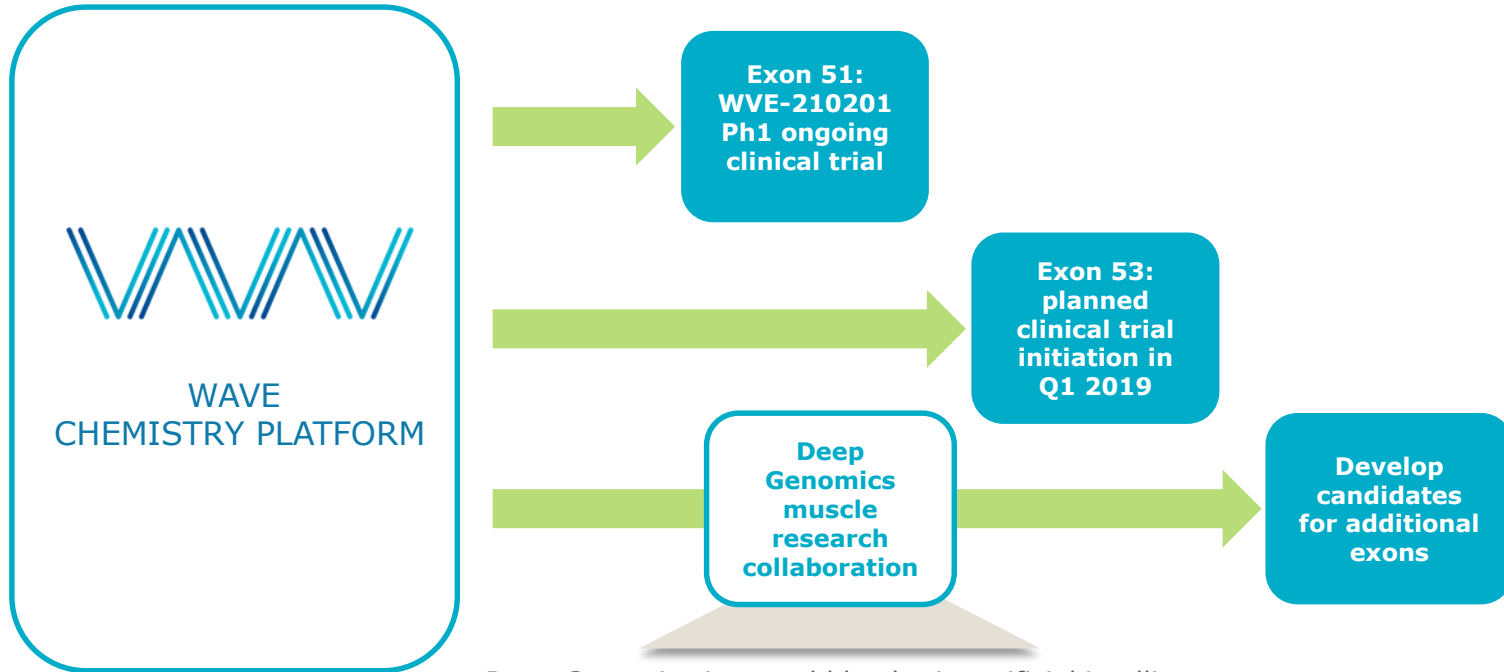 WAVE
CHEMISTRY PLATFORM
Exon 51:
WVE-210201
Ph1 ongoing
clinical trial
Exon 53:
planned
clinical trial
initiation in
Q1 2019
Deep
Genomics
muscle
research
collaboration
Develop
candidates
for additional
exons